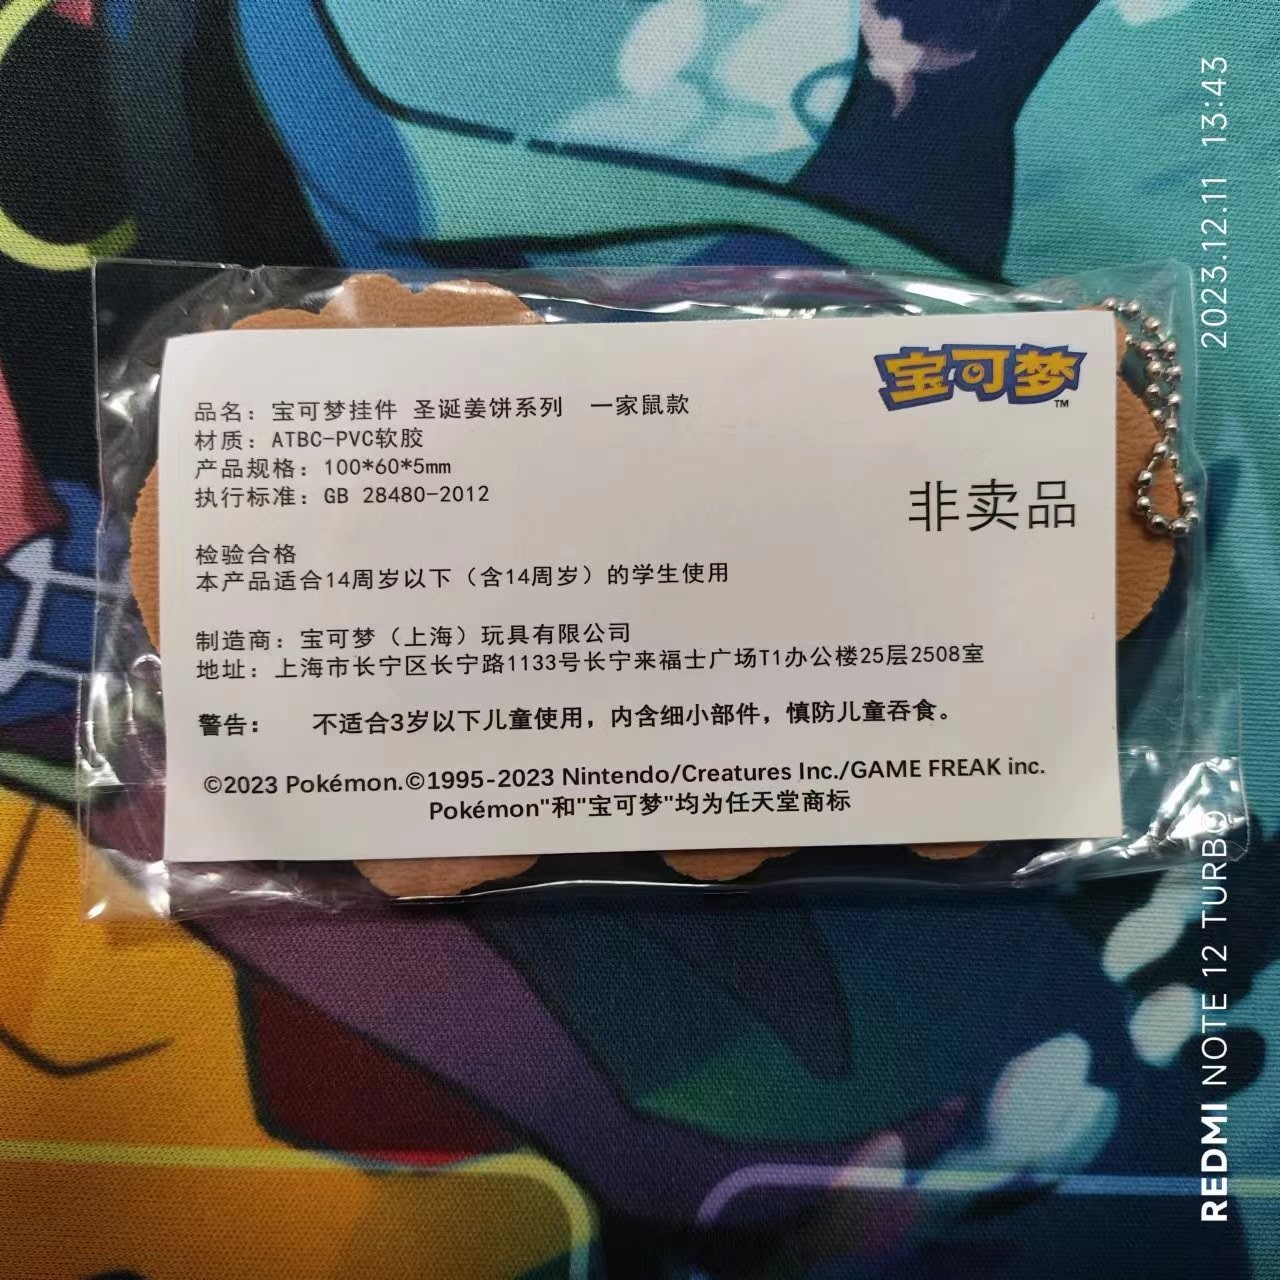 宝可梦
TM
品名：宝可梦挂件 圣诞姜饼系列 一家鼠款
材质：ATBC-PVC软胶
产品规格：100*60*5mm
执行标准：GB 28480-2012
非卖品
检验合格
本产品适合14周岁以下（含14周岁）的学生使用
制造商：宝可梦（上海）玩具有限公司
地址：上海市长宁区长宁路1133号长宁来福士广场T1办公楼25层2508室
警告： 不适合3岁以下儿童使用，内含细小部件，慎防儿童吞食。
©2023 Pokémon.©1995-2023 Nintendo/Creatures Inc./GAME FREAK inc.
Pokémon"和"宝可梦"均为任天堂商标
2023.12.11 13:43
REDMI NOTE 12 TURBO